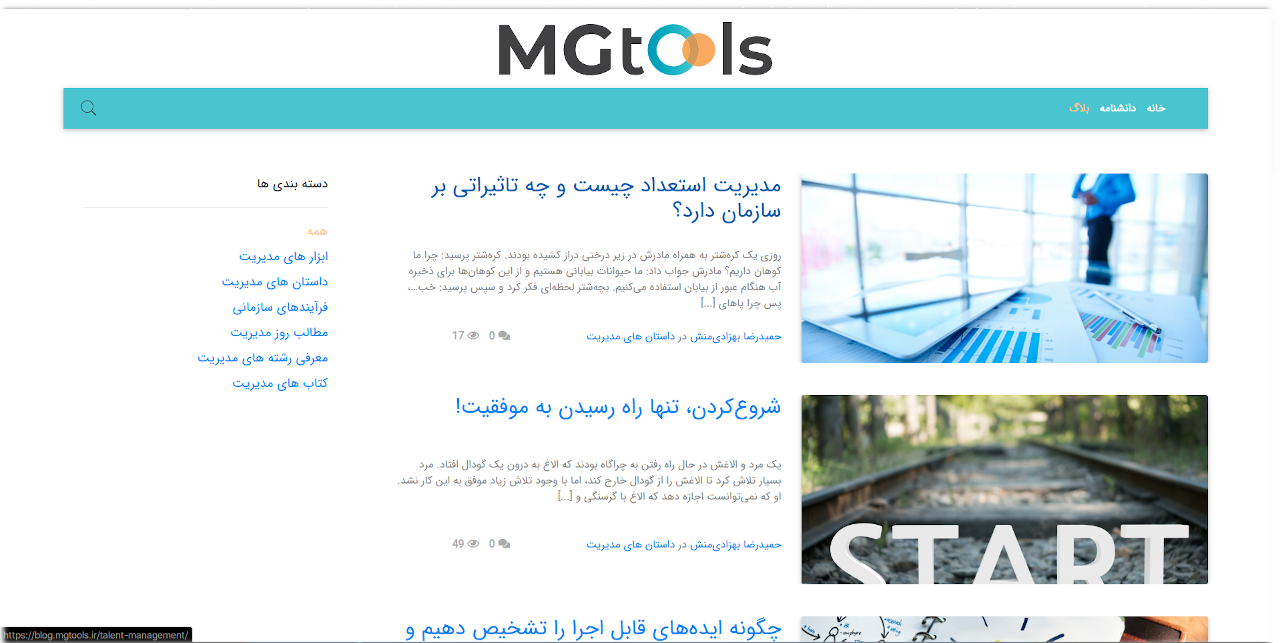 MGtools
خانه دانشنامه بلاگ
مدیریت استعداد چیست و چه تاثیراتی بر
سازمان دارد؟
روزی یک کره‌شتر به همراه مادرش در زیر درختی دراز کشیده بودند. کره‌شتر پرسید: چرا ما
کوهان داریم؟ مادرش جواب داد: ما حیوانات بیابانی هستیم و از این کوهان‌ها برای ذخیره
آب هنگام عبور از بیابان استفاده می‌کنیم. بچه‌شتر لحظه‌ای فکر کرد و سپس پرسید: خب…،
پس چرا پاهای […]
حمیدرضا بهزادی‌منش در داستان های مدیریت
0 17
شروع‌کردن، تنها راه رسیدن به موفقیت!
یک مرد و الاغش در حال راه رفتن به چراگاه بودند که الاغ به درون یک گودال افتاد. مرد
بسیار تلاش کرد تا الاغش را از گودال خارج کند، اما با وجود تلاش زیاد موفق به این کار نشد.
او که نمی‌توانست اجازه دهد که الاغ با گرسنگی و […]
حمیدرضا بهزادی‌منش در داستان های مدیریت
0 49
START
چگونه ایده‌های قابل اجرا را تشخیص دهیم و
دسته بندی ها
همه
ابزار های مدیریت
داستان های مدیریت
فرآیندهای سازمانی
مطالب روز مدیریت
معرفی رشته های مدیریت
کتاب های مدیریت
https://blog.mgtools.ir/talent-management/